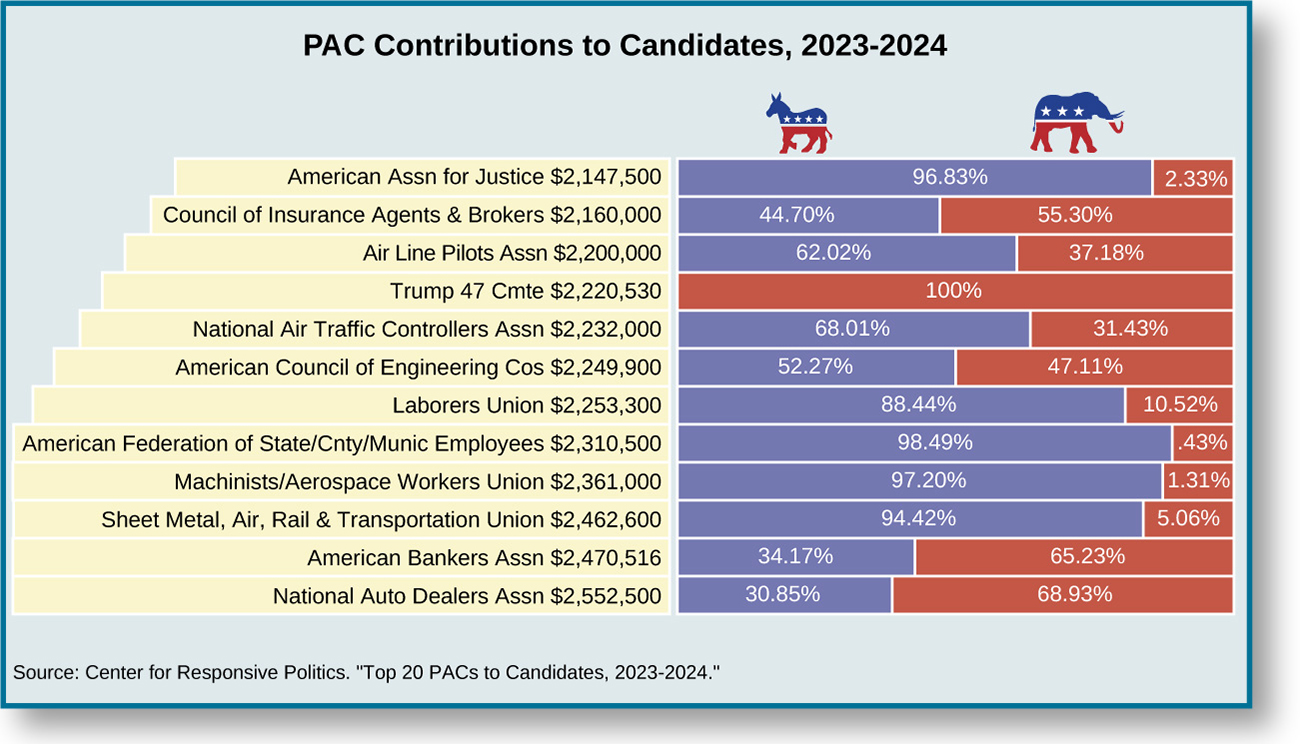 PAC Contributions to Candidates, 2023-2024
American Assn for Justice $2,147,500 96.83% 2.33%
Council of Insurance Agents & Brokers $2,160,000 44.70% 55.30%
Air Line Pilots Assn $2,200,000 62.02% 37.18%
Trump 47 Cmte $2,220,530 100%
National Air Traffic Controllers Assn $2,232,000 68.01% 31.43%
American Council of Engineering Cos $2,249,900 52.27% 47.11%
Laborers Union $2,253,300 88.44% 10.52%
American Federation of State/Cnty/Munic Employees $2,310,500 98.49% .43%
Machinists/Aerospace Workers Union $2,361,000 97.20% 1.31%
Sheet Metal, Air, Rail & Transportation Union $2,462,600 94.42% 5.06%
American Bankers Assn $2,470,516 34.17% 65.23%
National Auto Dealers Assn $2,552,500 30.85% 68.93%
Source: Center for Responsive Politics. "Top 20 PACs to Candidates, 2023-2024."